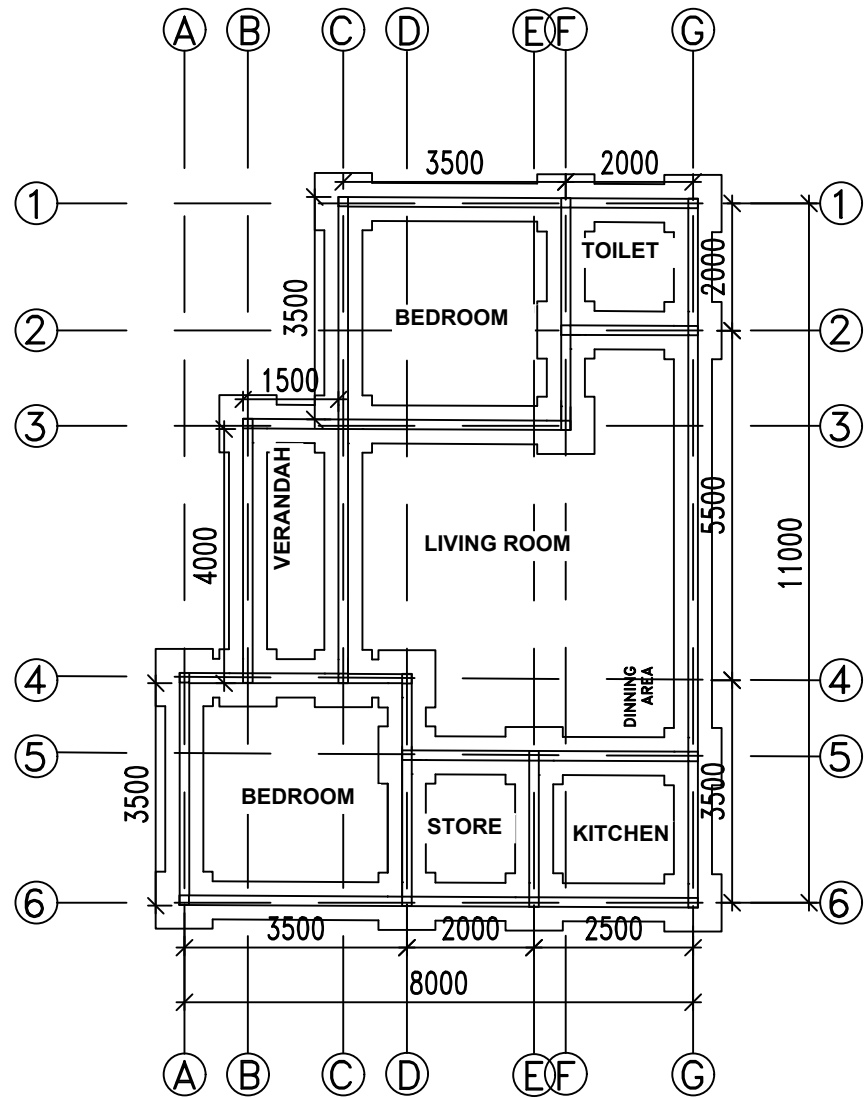 A B C D E F G
3500 2000
1 1
TOILET
2000
3500
BEDROOM
2 2
1500
3 3
VERANDAH
5500
4000
LIVING ROOM
11000
DINNING
AREA
4 4
5 5
3500
BEDROOM
STORE
KITCHEN
3500
6 6
3500 2000 2500
8000
A B C D E F G